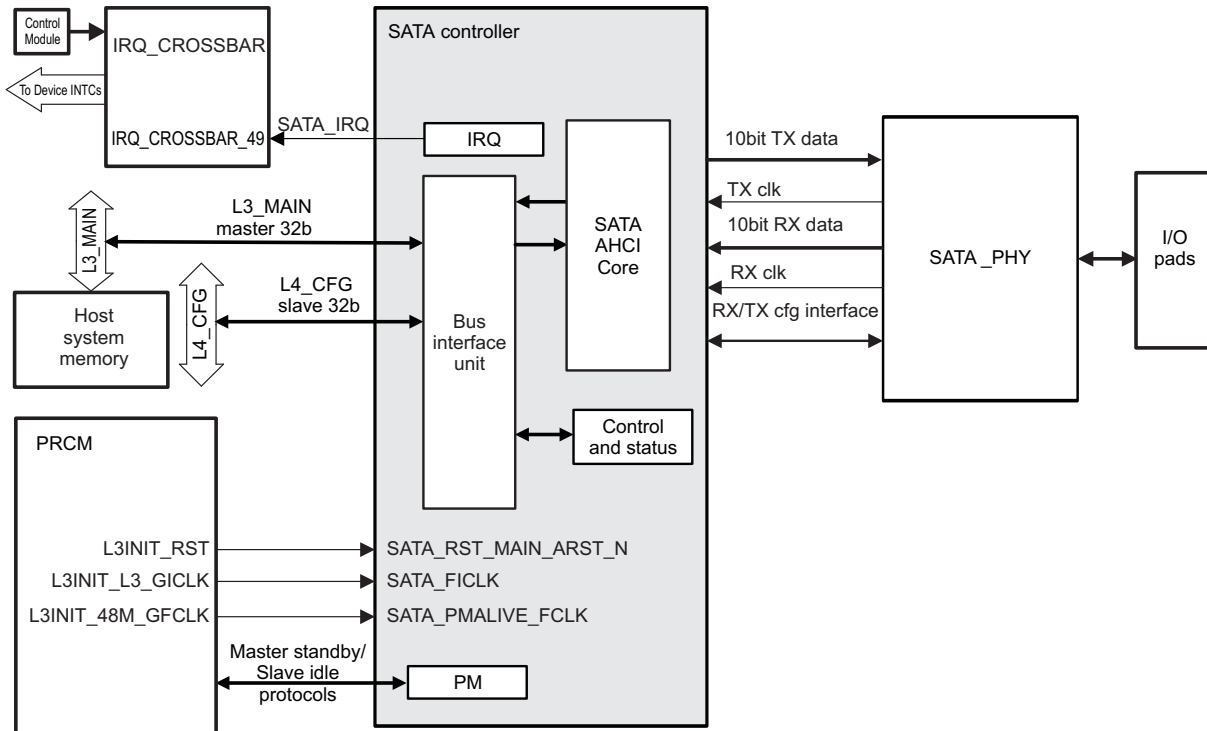 Control
Module
IRQ_CROSSBAR
To Device INTCs
IRQ_CROSSBAR_49
SATA_IRQ
SATA controller
IRQ
L3_MAIN
L3_MAIN
master 32b
L4_CFG
L4_CFG
slave 32b
Host
system
memory
Bus
interface
unit
SATA
AHCI
Core
Control
and status
10bit TX data
TX clk
10bit RX data
RX clk
RX/TX cfg interface
SATA _PHY
I/O
pads
PRCM
L3INIT_RST
SATA_RST_MAIN_ARST_N
L3INIT_L3_GICLK
SATA_FICLK
L3INIT_48M_GFCLK
SATA_PMALIVE_FCLK
Master standby/
Slave idle
protocols
PM